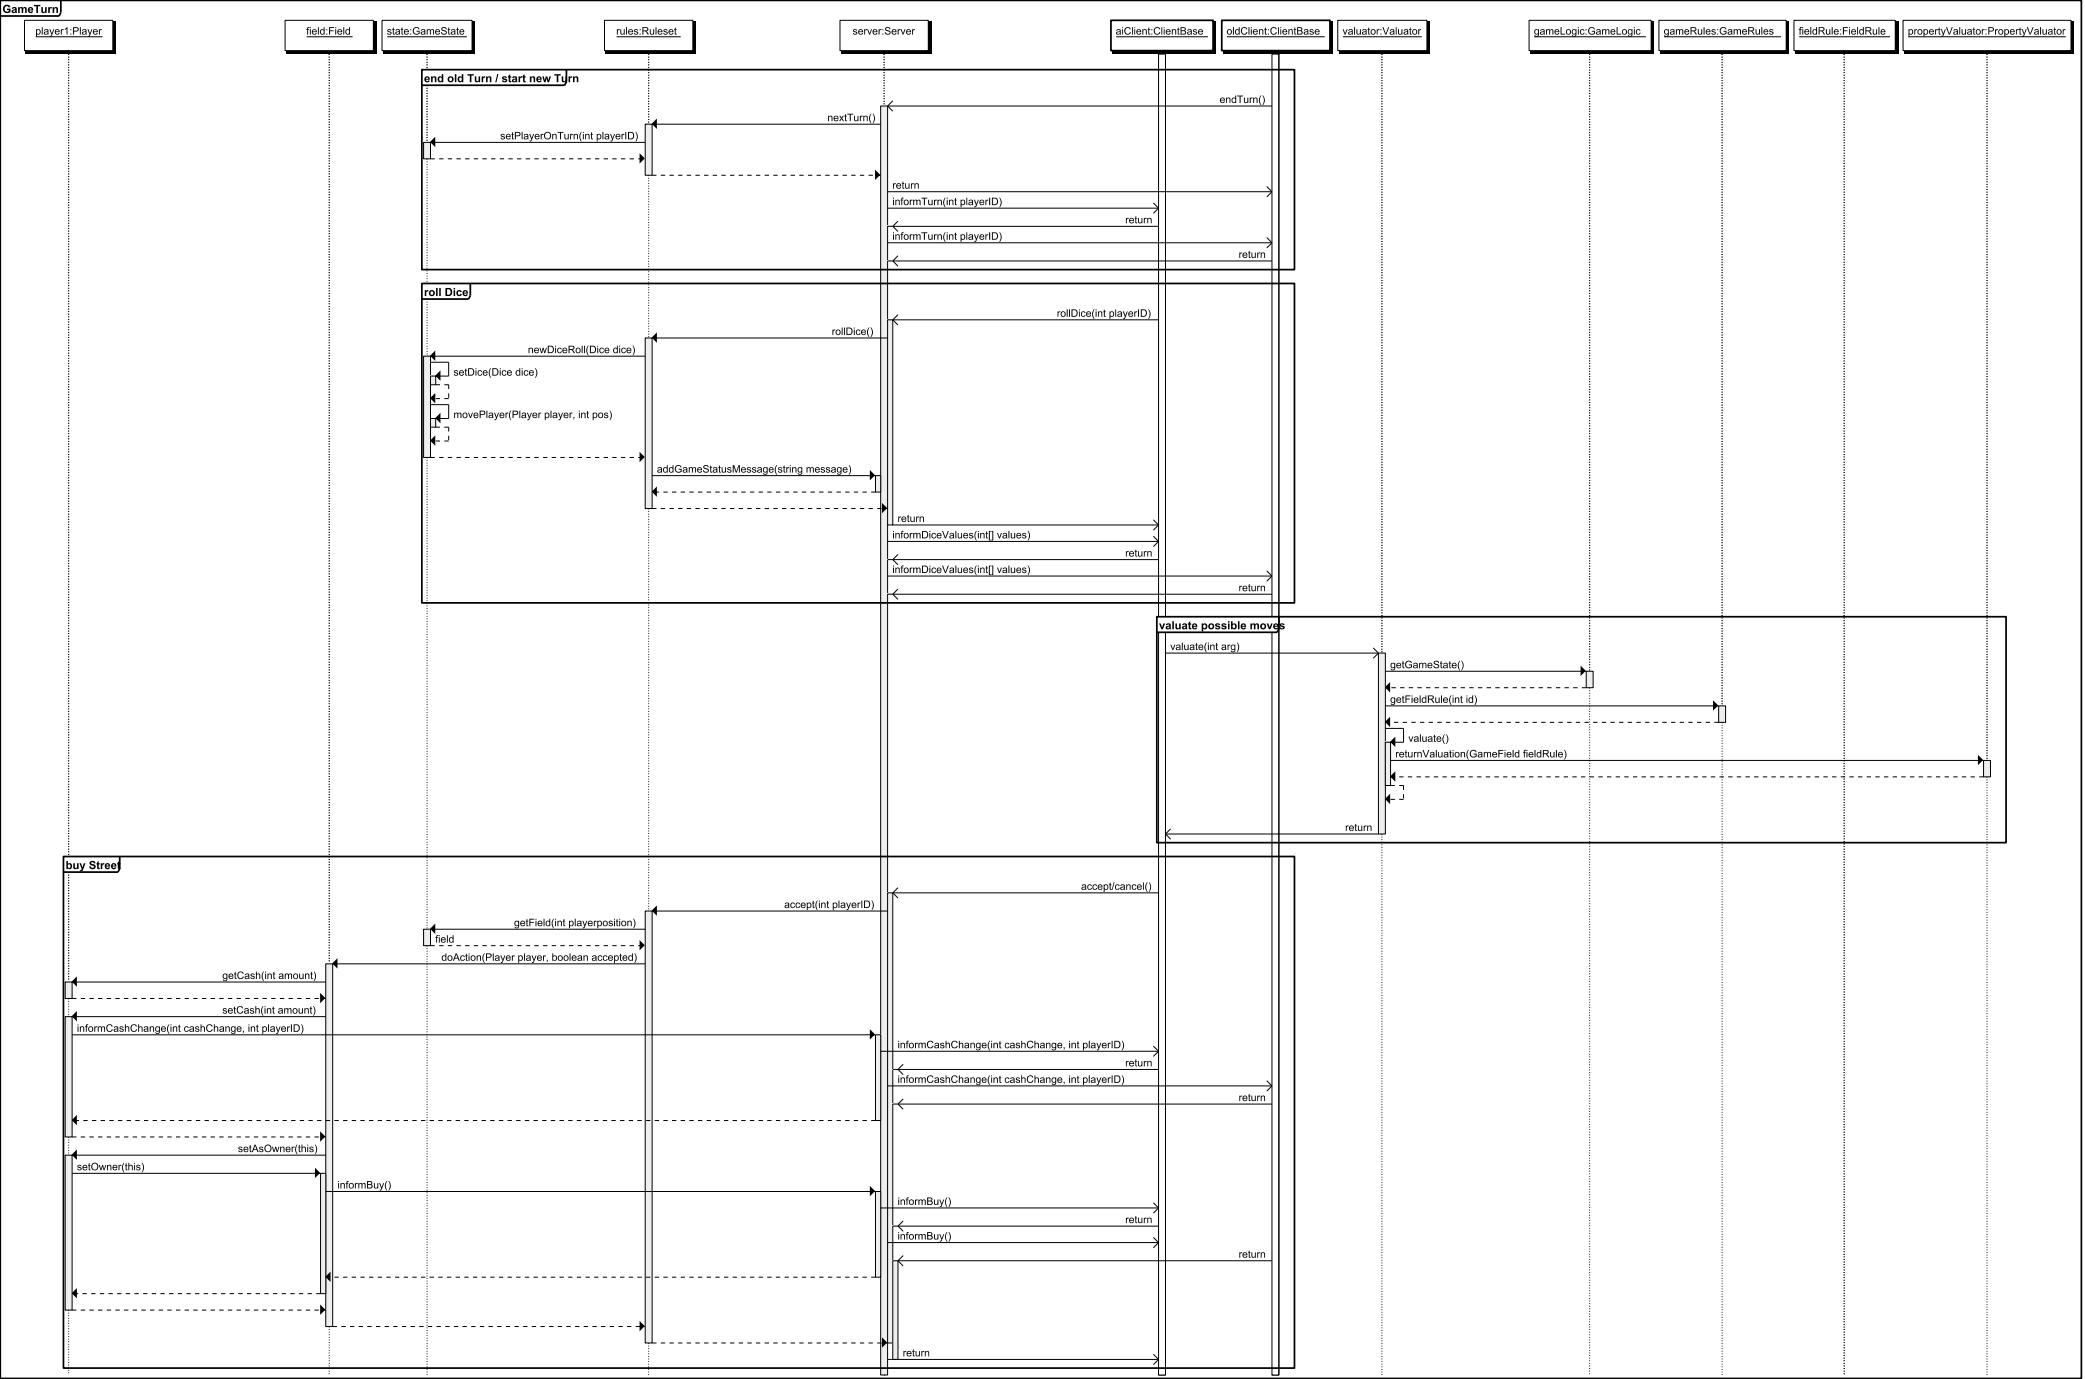 GameTurn
player1:Player
field:Field
state:GameState
rules:Ruleset
server:Server
aiClient:ClientBase
oldClient:ClientBase
valuator:Valuator
gameLogic:GameLogic
gameRules:GameRules
fieldRule:FieldRule
propertyValuator:PropertyValuator
end old Turn / start new Turn
endTurn()
nextTurn()
setPlayerOnTurn(int playerID)
return
informTurn(int playerID)
return
informTurn(int playerID)
return
roll Dice
rollDice(int playerID)
rollDice()
newDiceRoll(Dice dice)
setDice(Dice dice)
movePlayer(Player player, int pos)
addGameStatusMessage(string message)
return
informDiceValues(int[] values)
return
informDiceValues(int[] values)
return
valuate possible moves
valuate(int arg)
getGameState()
getFieldRule(int id)
valuate()
returnValuation(GameField fieldRule)
return
buy Street
accept/cancel()
accept(int playerID)
getField(int playerposition)
field
doAction(Player player, boolean accepted)
getCash(int amount)
setCash(int amount)
informCashChange(int cashChange, int playerID)
informCashChange(int cashChange, int playerID)
return
informCashChange(int cashChange, int playerID)
return
setAsOwner(this)
setOwner(this)
informBuy()
informBuy()
return
informBuy()
return
return